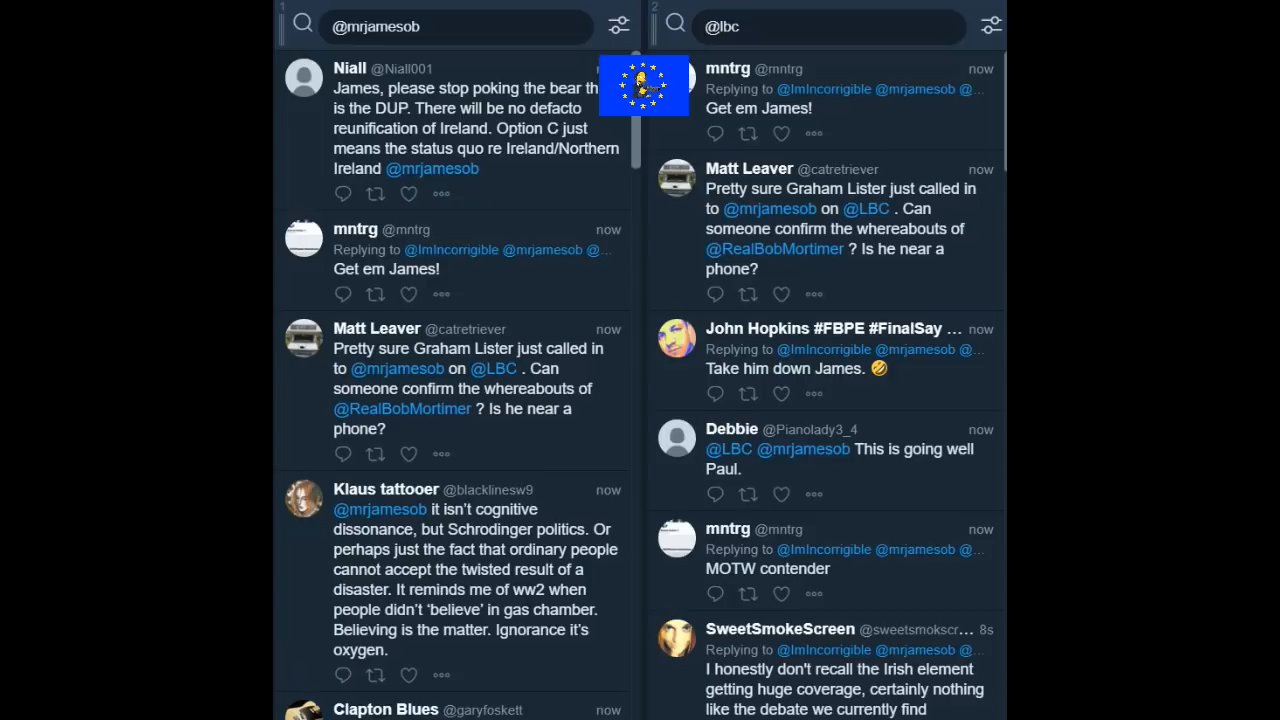 1
@mrjamesob
Niall @Niall001
James, please stop poking the bear th
is the DUP. There will be no defacto
reunification of Ireland. Option C just
means the status quo re Ireland/Northern
Ireland @mrjamesob
mntrg @mntrg now
Replying to @ImIncorrigible @mrjamesob @...
Get em James!
Matt Leaver @catretriever now
Pretty sure Graham Lister just called in
to @mrjamesob on @LBC . Can
someone confirm the whereabouts of
@RealBobMortimer ? Is he near a
phone?
Klaus tattooer @blacklinesw9 now
@mrjamesob it isn’t cognitive
dissonance, but Schrodinger politics. Or
perhaps just the fact that ordinary people
cannot accept the twisted result of a
disaster. It reminds me of ww2 when
people didn’t ‘believe’ in gas chamber.
Believing is the matter. Ignorance it’s
oxygen.
Clapton Blues @garyfoskett now
2
@lbc
mntrg @mntrg now
Replying to @ImIncorrigible @mrjamesob @...
Get em James!
Matt Leaver @catretriever now
Pretty sure Graham Lister just called in
to @mrjamesob on @LBC . Can
someone confirm the whereabouts of
@RealBobMortimer ? Is he near a
phone?
John Hopkins #FBPE #FinalSay ... now
Replying to @ImIncorrigible @mrjamesob @...
Take him down James. 🤣
Debbie @Pianolady3_4 now
@LBC @mrjamesob This is going well
Paul.
mntrg @mntrg now
Replying to @ImIncorrigible @mrjamesob @...
MOTW contender
SweetSmokeScreen @sweetsmokscr... 8s
Replying to @ImIncorrigible @mrjamesob @...
I honestly don't recall the Irish element
getting huge coverage, certainly nothing
like the debate we currently find